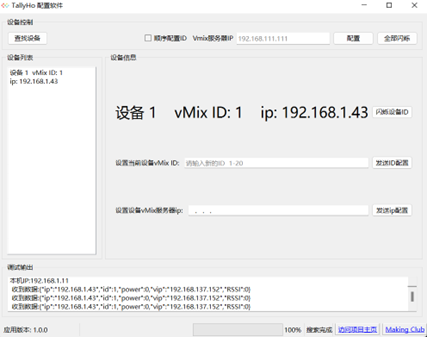 TallyHo 配置软件
设备控制
查找设备
顺序配置ID Vmix服务器IP 192.168.111.111 配置 全部闪烁
设备列表
设备 1 vMix ID: 1
ip: 192.168.1.43
设备信息
设备 1 vMix ID: 1 ip: 192.168.1.43 闪烁设备ID
设置当前设备vMix ID: 请输入新的ID 1-20 发送ID配置
设置设备vMix服务器ip: . . . 发送ip配置
调试输出
本机IP:192.168.1.11
收到数据:{"ip":"192.168.1.43","id":1,"power":0,"vip":"192.168.137.152","RSSI":0}
收到数据:{"ip":"192.168.1.43","id":1,"power":0,"vip":"192.168.137.152","RSSI":0}
收到数据:{"ip":"192.168.1.43","id":1,"power":0,"vip":"192.168.137.152","RSSI":0}
应用版本: 1.0.0 100% 搜索完成 访问项目主页 Making Club